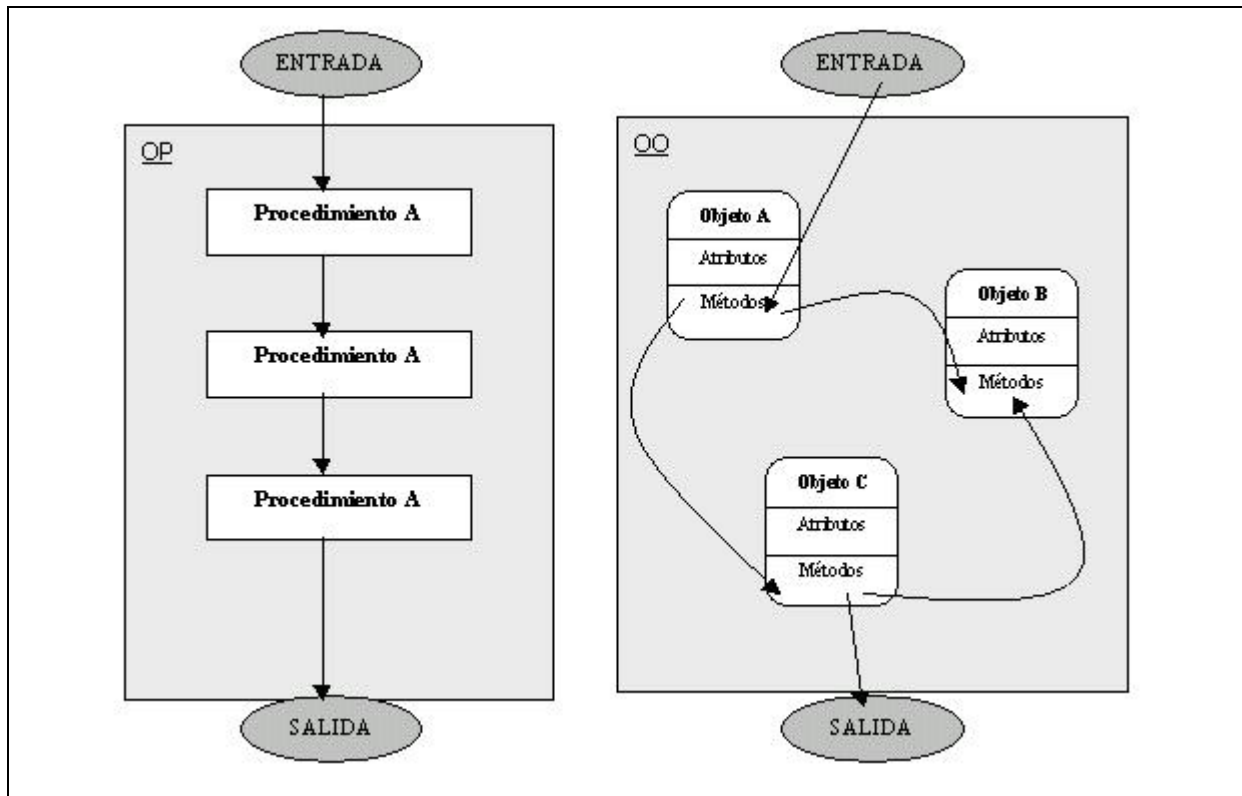 ENTRADA
OP
Procedimiento A
Procedimiento A
Procedimiento A
SALIDA
ENTRADA
OO
Objeto A
Atributos
Métodos
Objeto B
Atributos
Métodos
Objeto C
Atributos
Métodos
SALIDA